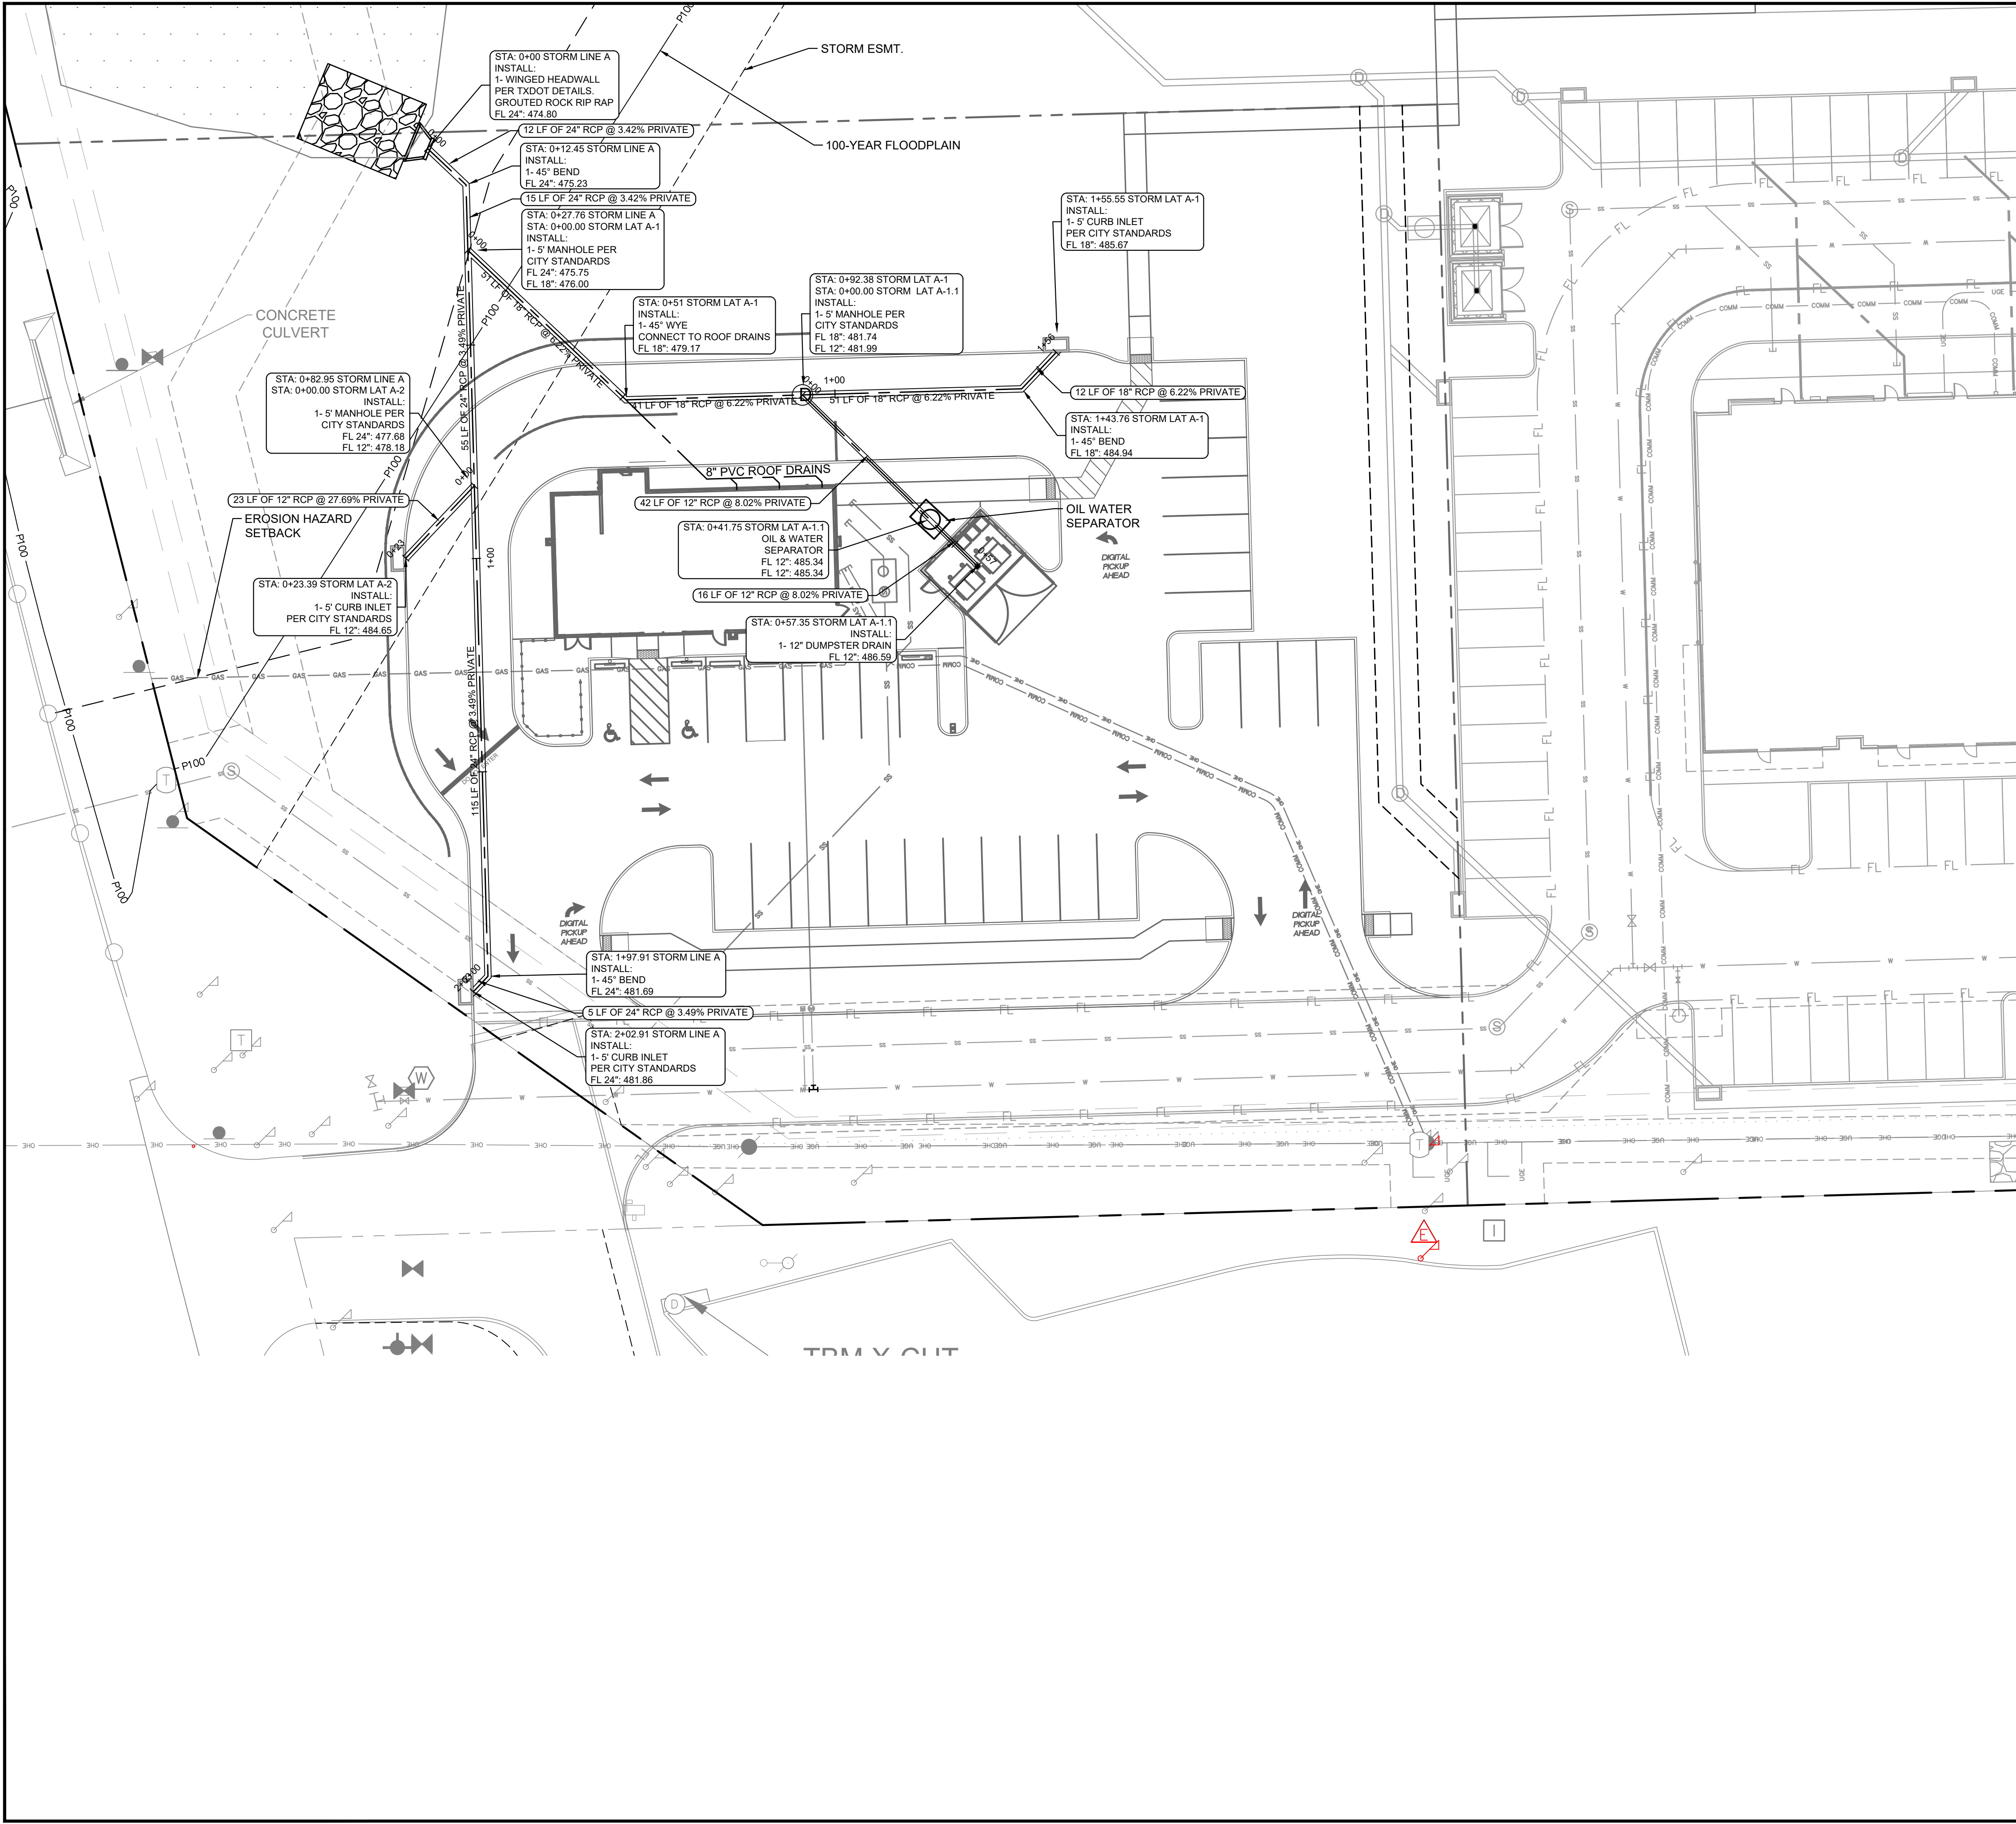 STORM ESMT.
100-YEAR FLOODPLAIN
STA: 0+00 STORM LINE A
INSTALL:
1- WINGED HEADWALL
PER TXDOT DETAILS.
GROUTED ROCK RIP RAP
FL 24": 474.80
12 LF OF 24" RCP @ 3.42% PRIVATE
STA: 0+12.45 STORM LINE A
INSTALL:
1- 45° BEND
FL 24": 475.23
15 LF OF 24" RCP @ 3.42% PRIVATE
STA: 0+27.76 STORM LINE A
STA: 0+00.00 STORM LAT A-1
INSTALL:
1- 5' MANHOLE PER
CITY STANDARDS
FL 24": 475.75
FL 18": 476.00
STA: 1+55.55 STORM LAT A-1
INSTALL:
1- 5' CURB INLET
PER CITY STANDARDS
FL 18": 485.67
STA: 0+51 STORM LAT A-1
INSTALL:
1- 45° WYE
CONNECT TO ROOF DRAINS
FL 18": 479.17
STA: 0+92.38 STORM LAT A-1
STA: 0+00.00 STORM LAT A-1.1
INSTALL:
1- 5' MANHOLE PER
CITY STANDARDS
FL 18": 481.74
FL 12": 481.99
CONCRETE
CULVERT
51 LF OF 18" RCP @ 6.22% PRIVATE
55 LF OF 24" RCP @ 3.49% PRIVATE
STA: 0+82.95 STORM LINE A
STA: 0+00.00 STORM LAT A-2
INSTALL:
1- 5' MANHOLE PER
CITY STANDARDS
FL 24": 477.68
FL 12": 478.18
41 LF OF 18" RCP @ 6.22% PRIVATE
1+00
51 LF OF 18" RCP @ 6.22% PRIVATE
12 LF OF 18" RCP @ 6.22% PRIVATE
STA: 1+43.76 STORM LAT A-1
INSTALL:
1- 45° BEND
FL 18": 484.94
8" PVC ROOF DRAINS
23 LF OF 12" RCP @ 27.69% PRIVATE
42 LF OF 12" RCP @ 8.02% PRIVATE
EROSION HAZARD
SETBACK
OIL WATER
SEPARATOR
STA: 0+41.75 STORM LAT A-1.1
OIL & WATER
SEPARATOR
FL 12": 485.34
FL 12": 485.34
DIGITAL
PICKUP
AHEAD
1+00
STA: 0+23.39 STORM LAT A-2
INSTALL:
1- 5' CURB INLET
PER CITY STANDARDS
FL 12": 484.65
16 LF OF 12" RCP @ 8.02% PRIVATE
STA: 0+57.35 STORM LAT A-1.1
INSTALL:
1- 12" DUMPSTER DRAIN
FL 12": 486.59
115 LF OF 24" RCP @ 3.49% PRIVATE
P100
DIGITAL
PICKUP
AHEAD
DIGITAL
PICKUP
AHEAD
STA: 1+97.91 STORM LINE A
INSTALL:
1- 45° BEND
FL 24": 481.69
5 LF OF 24" RCP @ 3.49% PRIVATE
STA: 2+02.91 STORM LINE A
INSTALL:
1- 5' CURB INLET
PER CITY STANDARDS
FL 24": 481.86